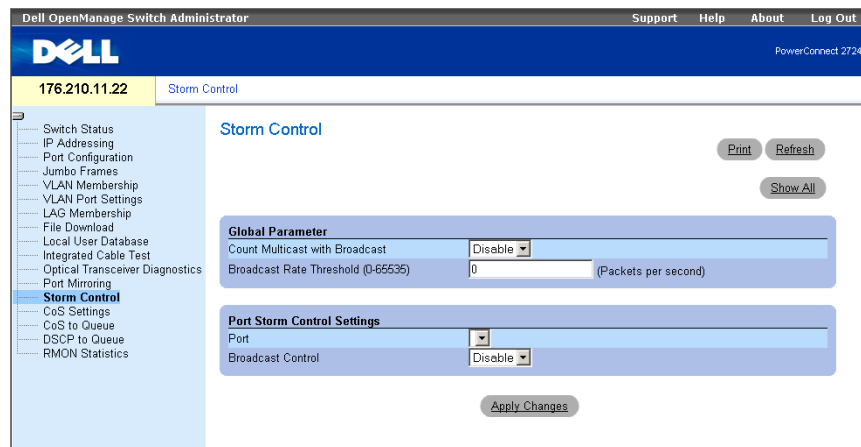 Dell OpenManage Switch Administrator
Support Help About Log Out
DELL
PowerConnect 2724
176.210.11.22
Storm Control
Switch Status
IP Addressing
Port Configuration
Jumbo Frames
VLAN Membership
VLAN Port Settings
LAG Membership
File Download
Local User Database
Integrated Cable Test
Optical Transceiver Diagnostics
Port Mirroring
Storm Control
CoS Settings
CoS to Queue
DSCP to Queue
RMON Statistics
Storm Control
Print Refresh
Show All
Global Parameter
Count Multicast with Broadcast Disable
Broadcast Rate Threshold (0-65535) 0 (Packets per second)
Port Storm Control Settings
Port
Broadcast Control Disable
Apply Changes